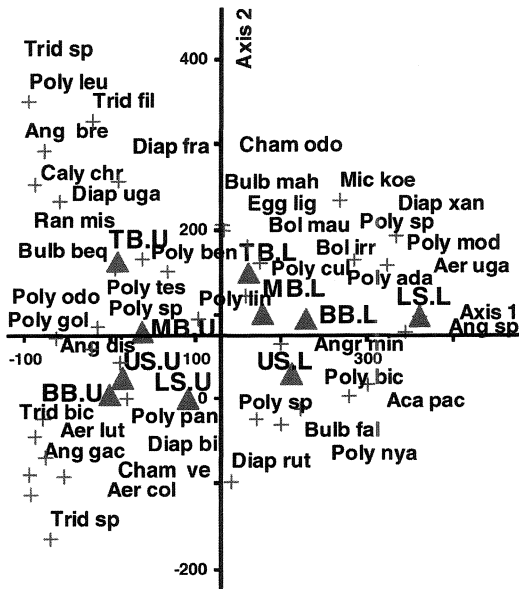 Axis 2
Trid sp
400
Poly leu
Trid fil
Ang bre
Diap fra Cham odo
Caly chr
Bulb mah Mic koe
Diap uga
Egg lig Diap xan
Ran mis
Bol mau Poly sp
200
TB.U
Bulb beq Poly ben TB.L Bol irr Poly mod
Poly cul Aer uga
Poly tes Poly ada
Poly odo MB.L LS.L
Poly sp Poly lin
Poly gol MB.U BB.L Axis 1
Ang sp
Ang dis Angr min
-100 100 300
US.U US.L
BB.U LS.U Poly bic
0
Trid bic Poly pan Poly sp Aca pac
Aer lut Bulb fal
Ang gac Diap bi
Diap rut Poly nya
Cham ve
Aer col
Trid sp
-200